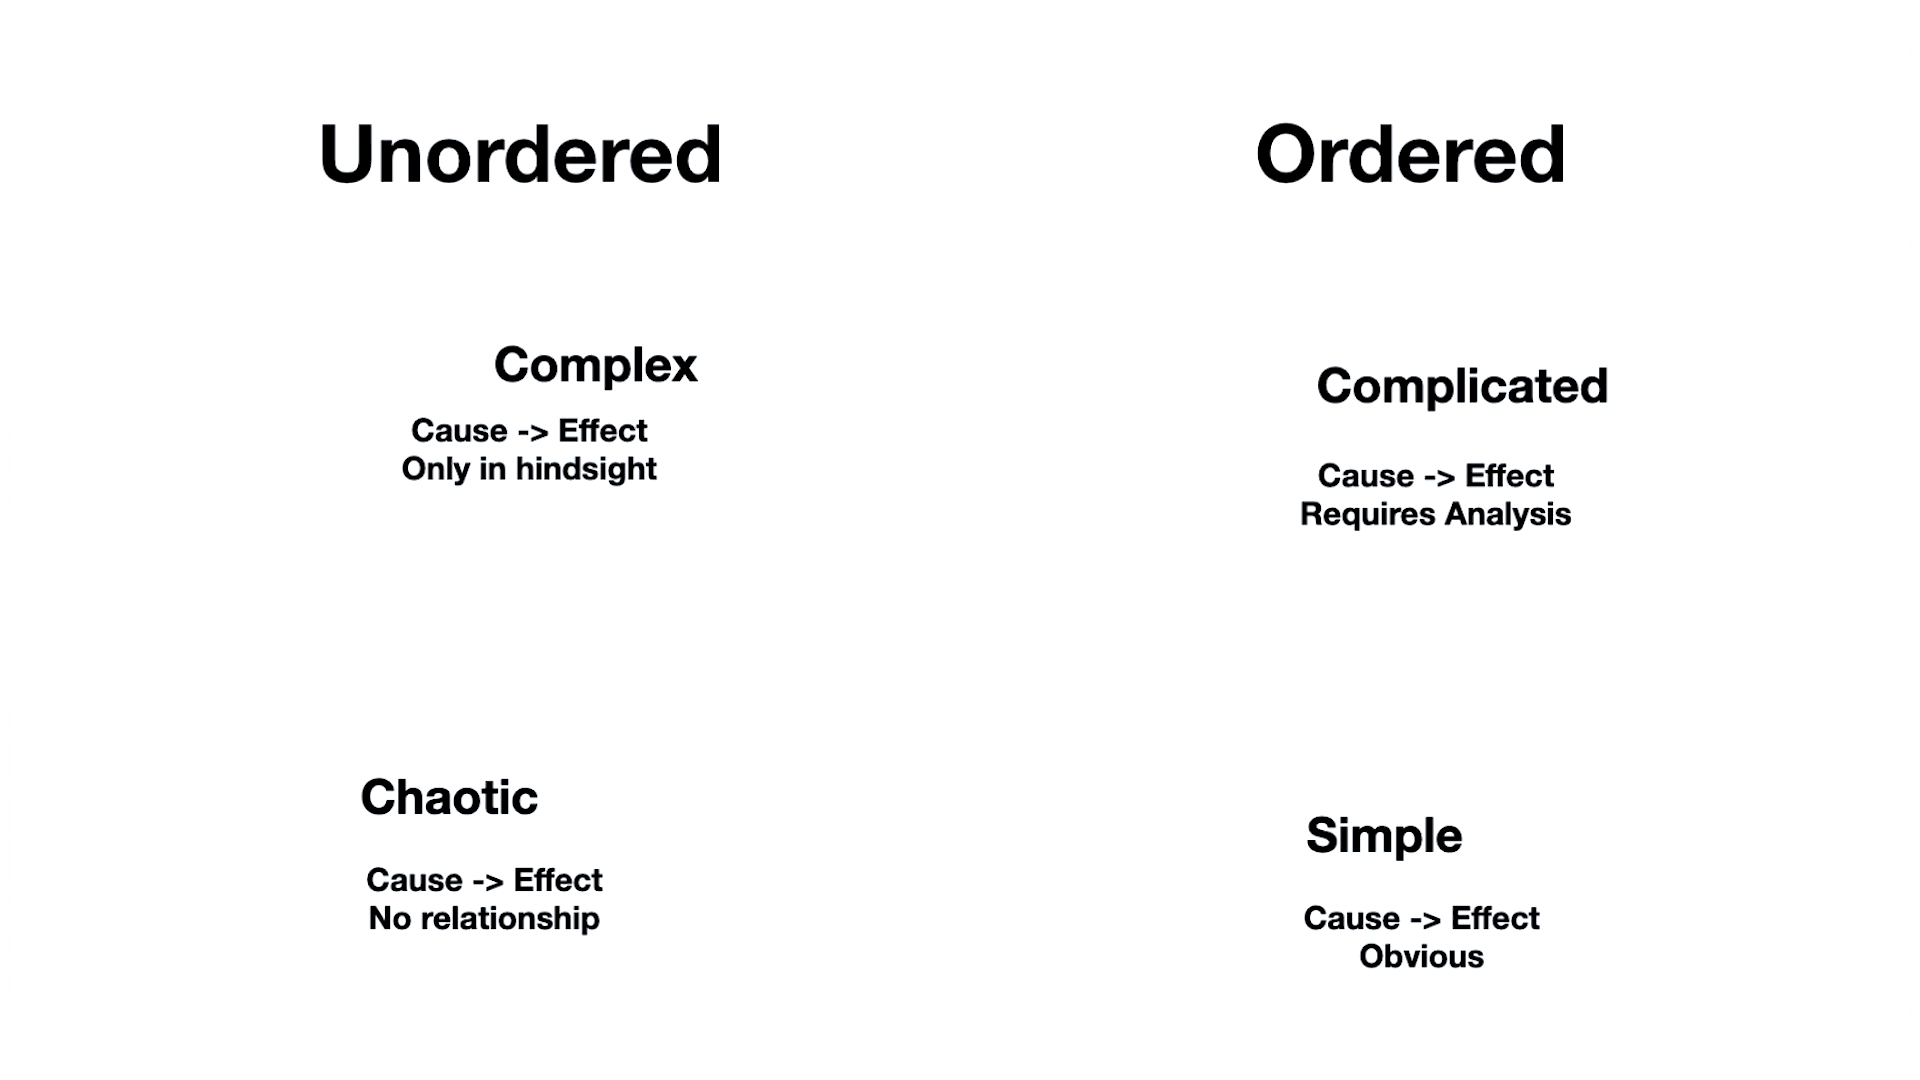 Unordered
Ordered
Complex
Cause -> Effect
Only in hindsight
Complicated
Cause -> Effect
Requires Analysis
Chaotic
Cause -> Effect
No relationship
Simple
Cause -> Effect
Obvious